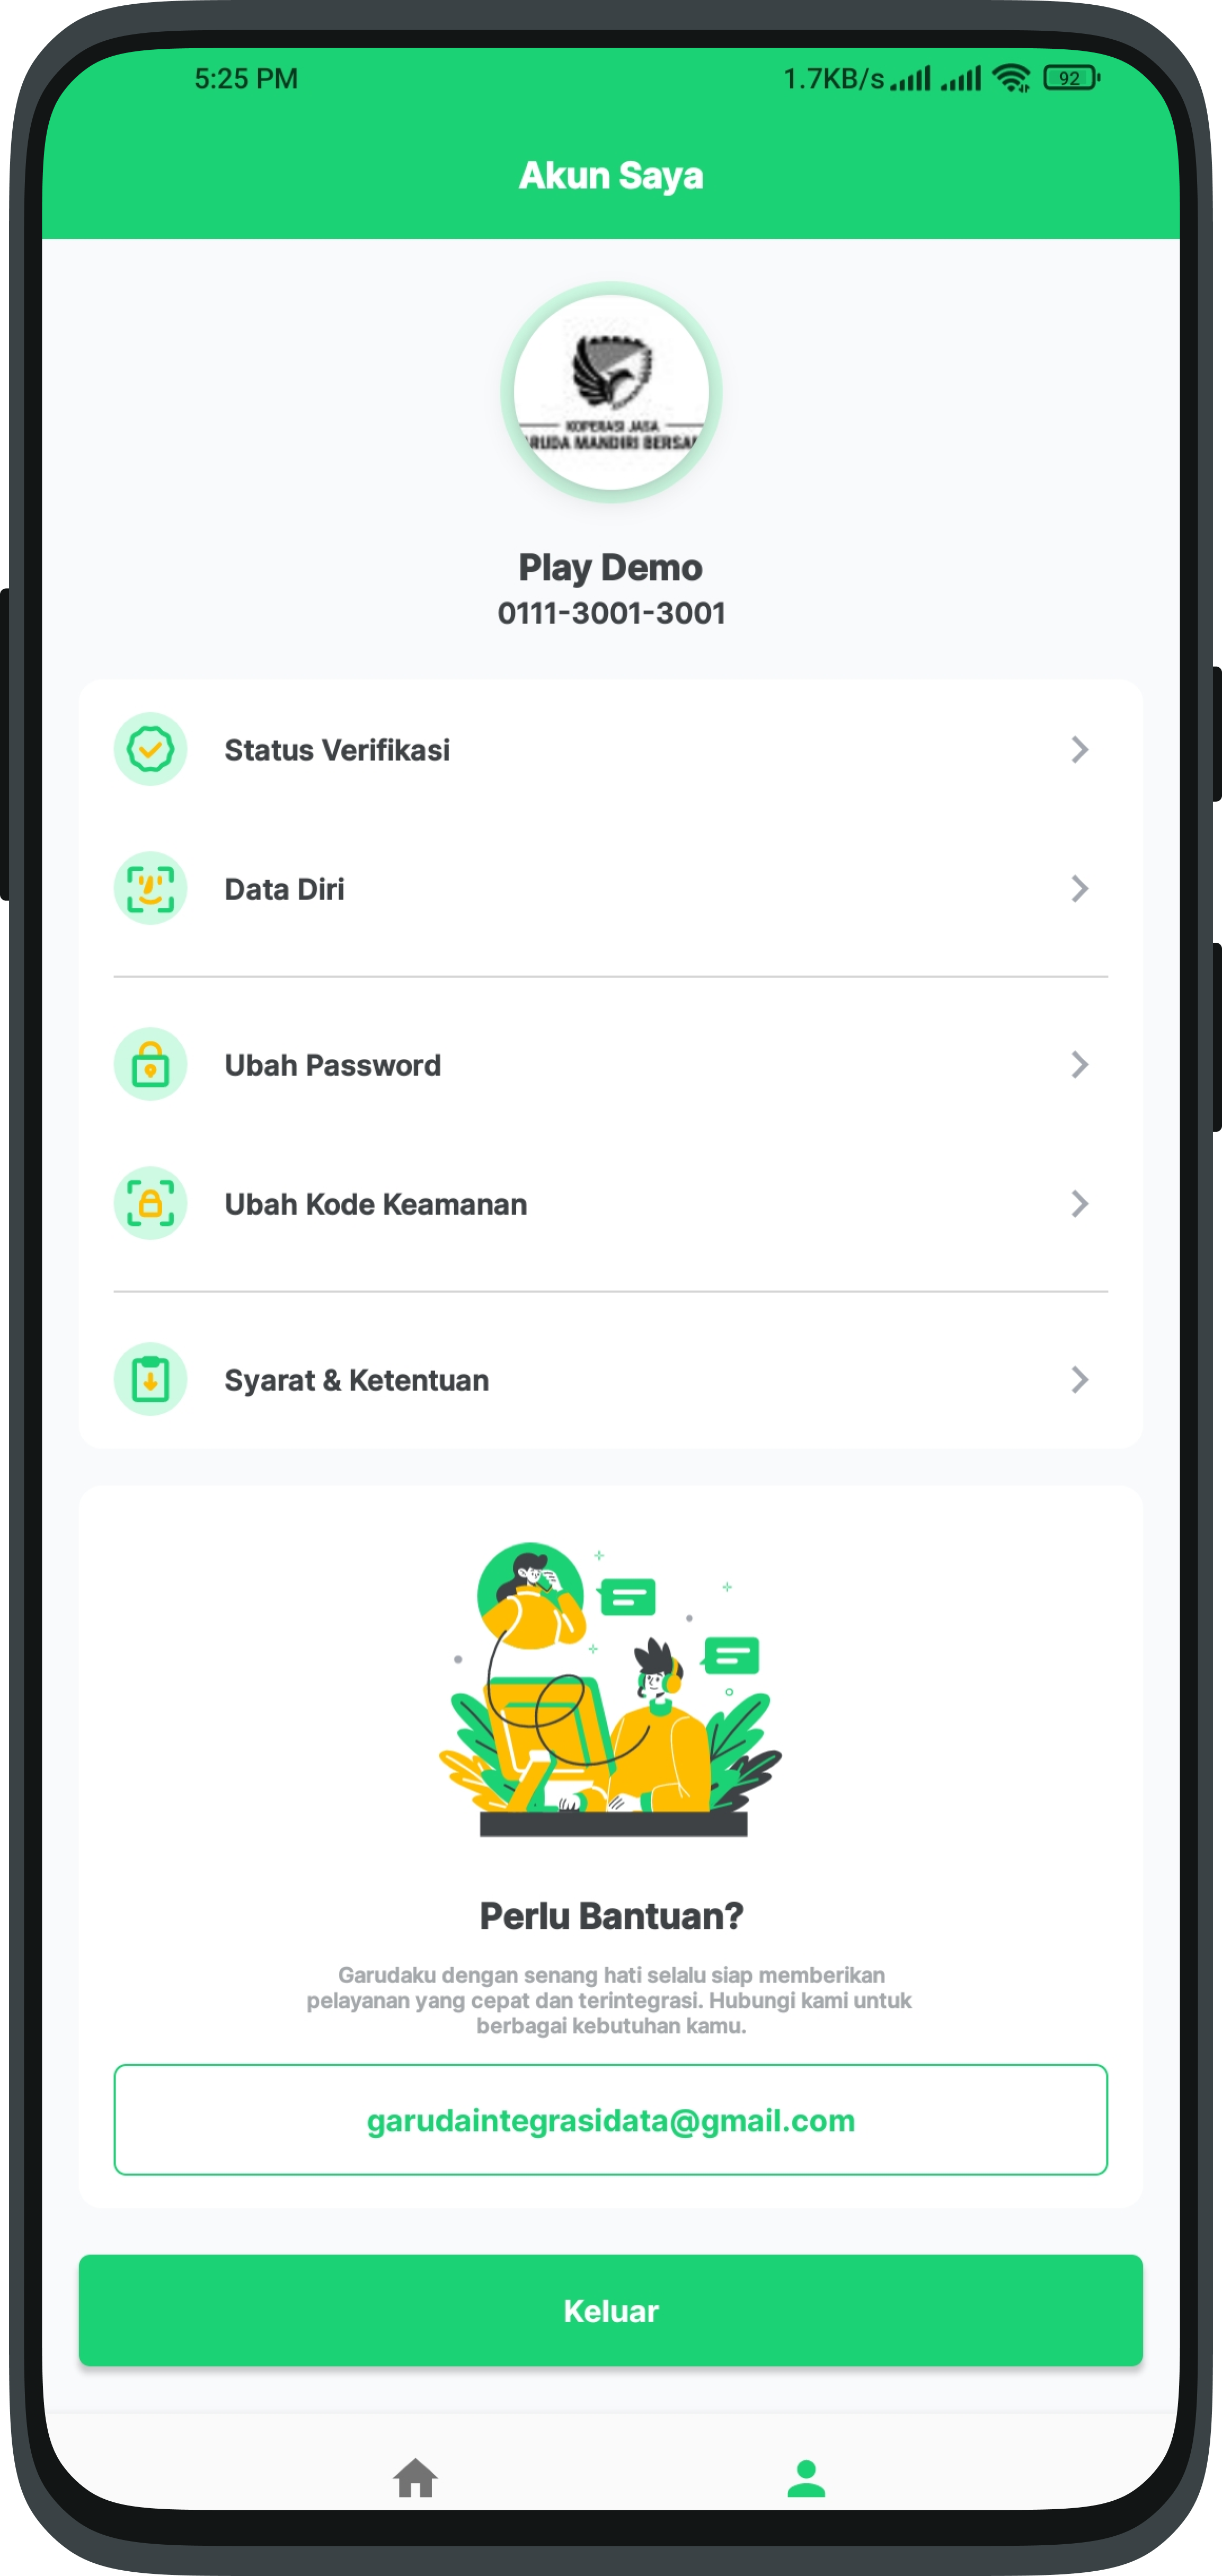 5:25 PM
1.7KB/s
92
Akun Saya
KOPERASI JASA
RUDA MANDIRI BERSA
Play Demo
0111-3001-3001
Status Verifikasi
Data Diri
Ubah Password
Ubah Kode Keamanan
Syarat & Ketentuan
Perlu Bantuan?
Garudaku dengan senang hati selalu siap memberikan
pelayanan yang cepat dan terintegrasi. Hubungi kami untuk
berbagai kebutuhan kamu.
garudaintegrasidata@gmail.com
Keluar